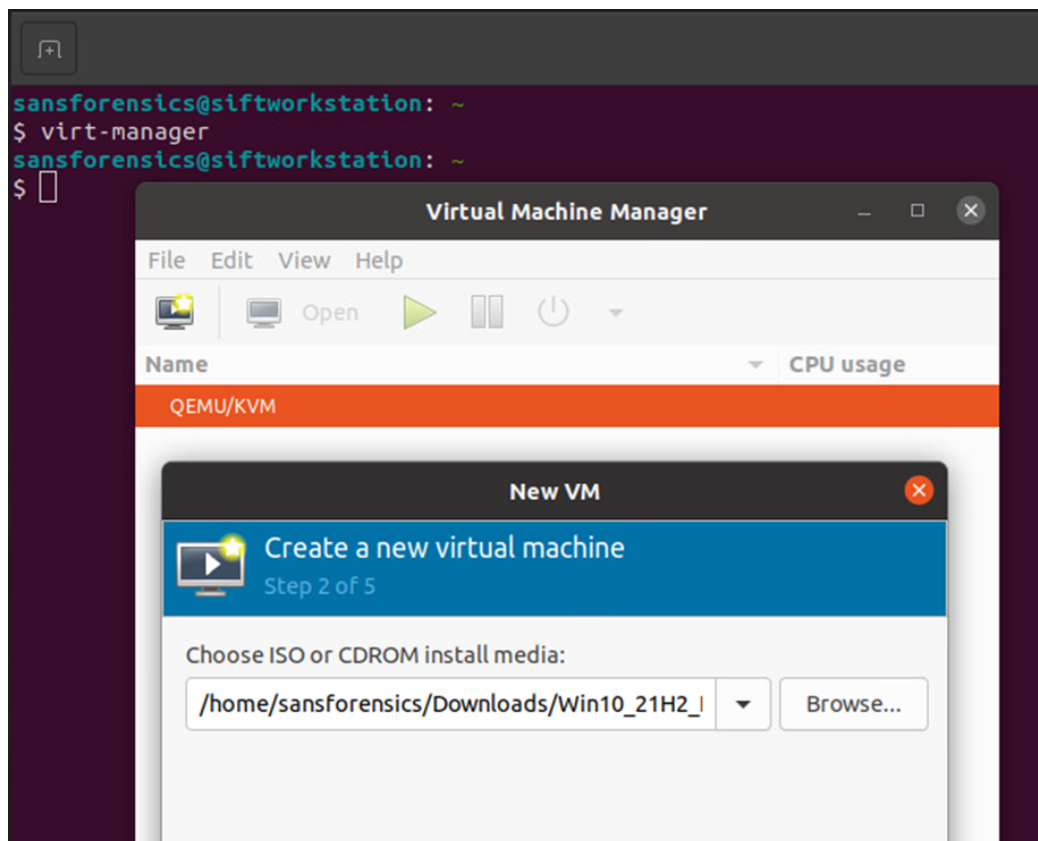 sansforensics@siftworkstation: ~
$ virt-manager
sansforensics@siftworkstation: ~
$
Virtual Machine Manager
File Edit View Help
Open
Name CPU usage
QEMU/KVM
New VM
Create a new virtual machine
Step 2 of 5
Choose ISO or CDROM install media:
/home/sansforensics/Downloads/Win10_21H2_ Browse...